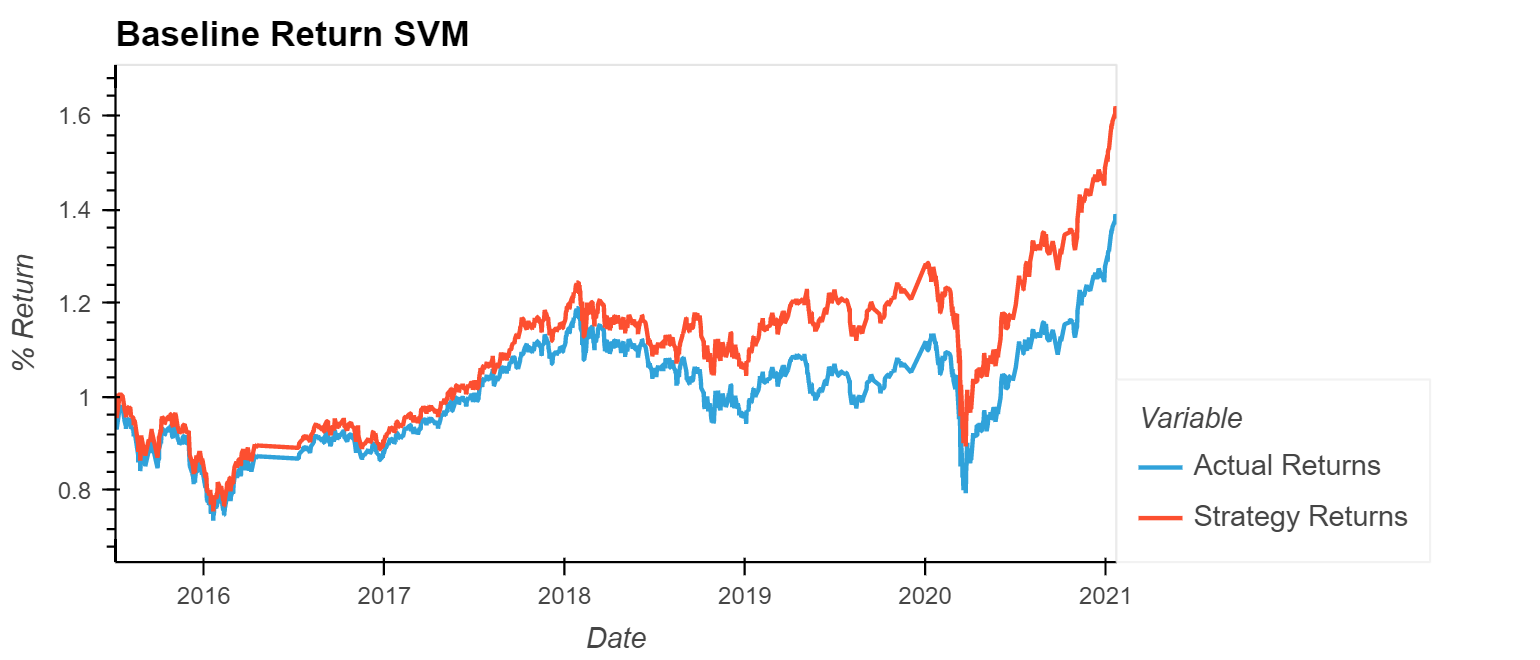 Baseline Return SVM
1.6
1.4
1.2
1
0.8
% Return
2016 2017 2018 2019 2020 2021
Date
Variable
Actual Returns
Strategy Returns